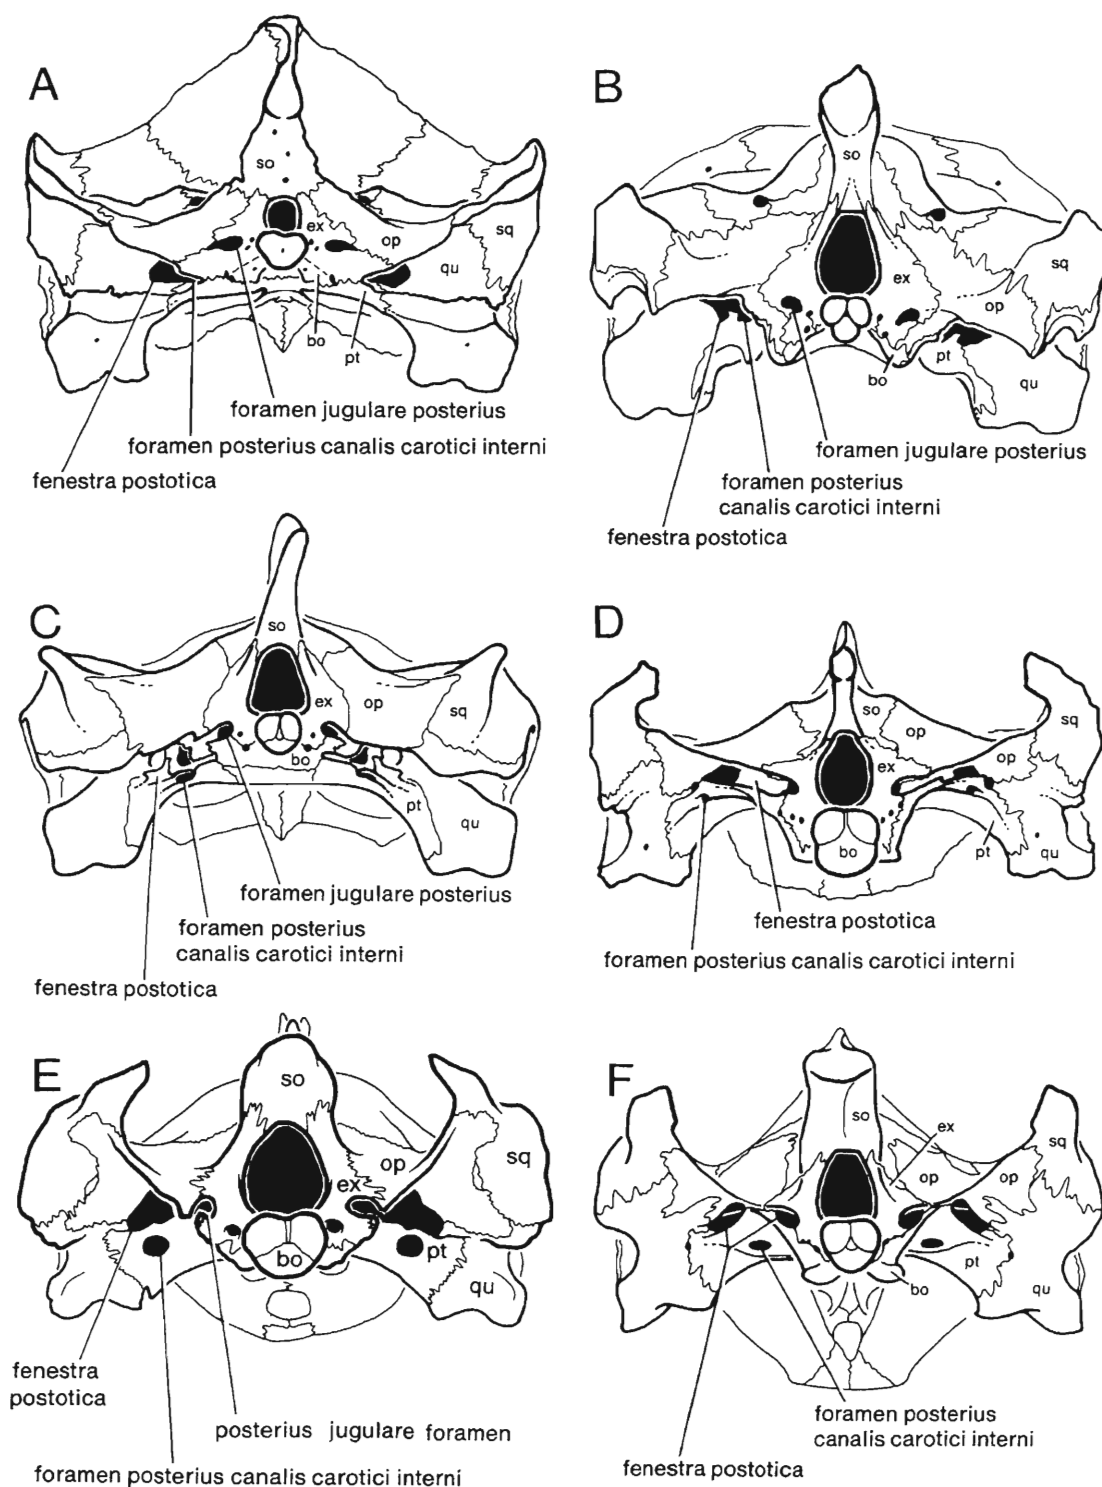 A
so
ex
op
sq
qu
bo
pt
foramen jugulare posterius
foramen posterius canalis carotici interni
fenestra postotica
B
so
ex
sq
op
pt
bo
qu
foramen jugulare posterius
foramen posterius
canalis carotici interni
fenestra postotica
C
so
ex
op
sq
bo
pt
qu
foramen jugulare posterius
foramen posterius
canalis carotici interni
fenestra postotica
D
so
op
sq
ex
op
bo
pt
qu
fenestra postotica
foramen posterius canalis carotici interni
E
so
op
sq
ex
bo
pt
qu
fenestra
postotica
posterius jugulare foramen
foramen posterius canalis carotici interni
F
so
ex
sq
op
op
pt
bo
qu
foramen posterius
canalis carotici interni
fenestra postotica